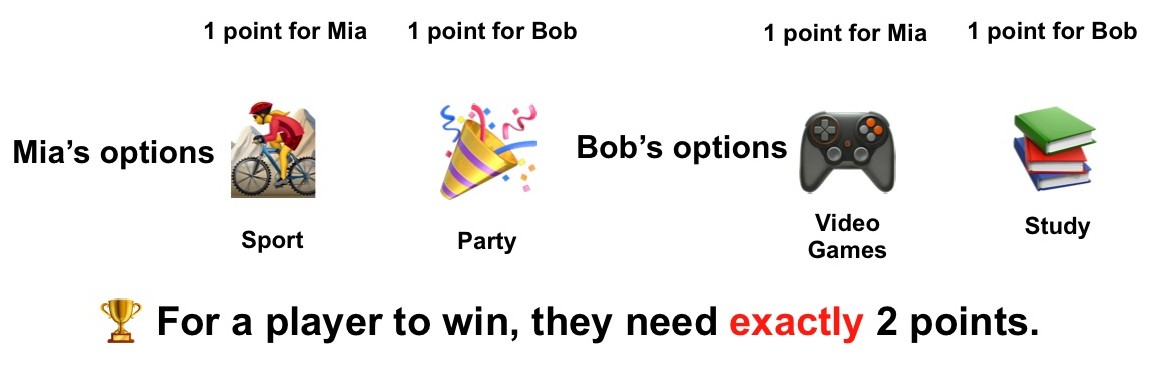 1 point for Mia
1 point for Bob
1 point for Mia
1 point for Bob
Mia's options
Sport
Party
Bob's options
Video
Games
Study
For a player to win, they need exactly 2 points.